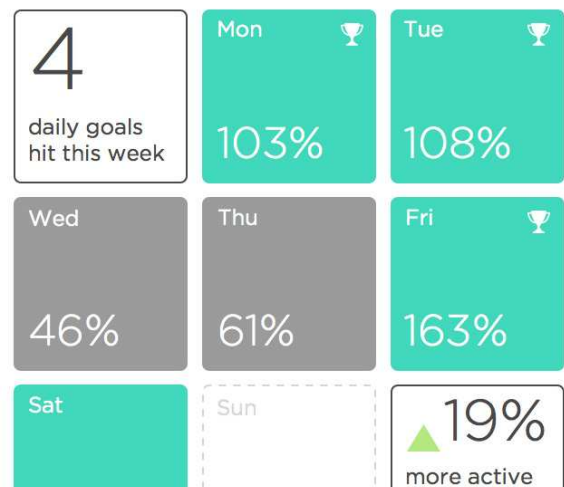 4
daily goals
hit this week
Mon
103%
Tue
108%
Wed
46%
Thu
61%
Fri
163%
Sat
Sun
19%
more active